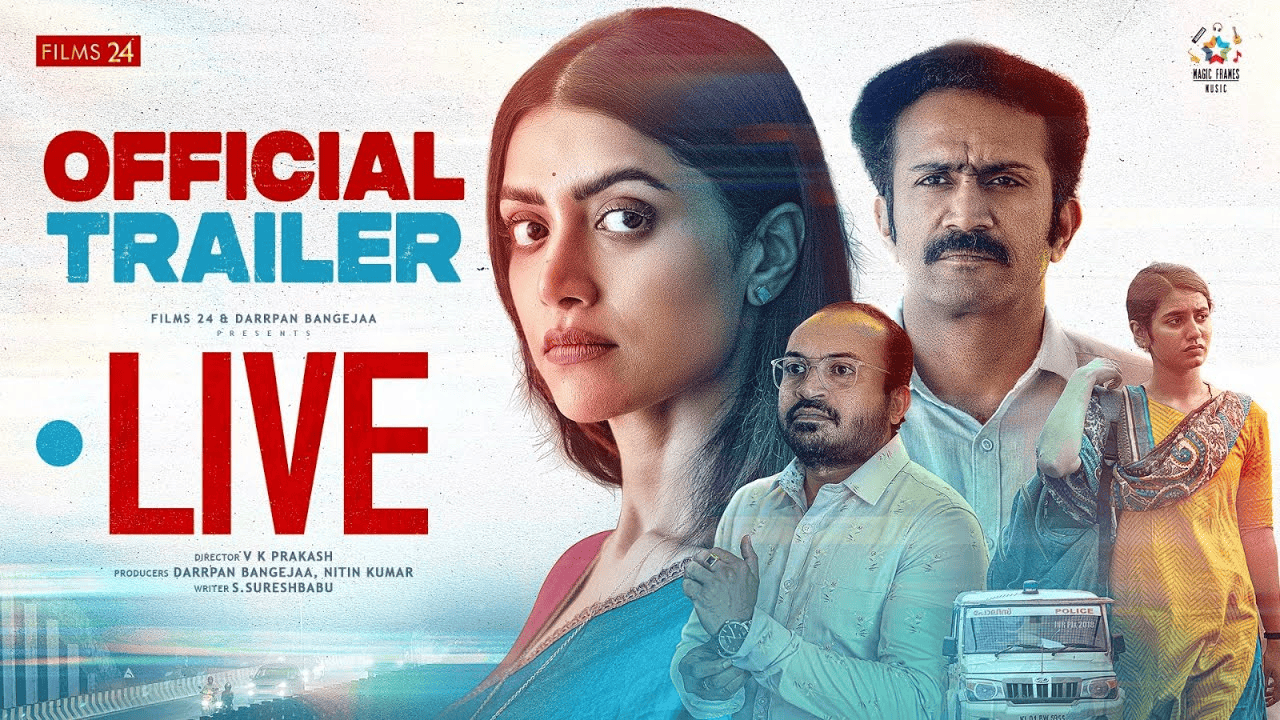 FILMS 24
MAGIC FRAMES
MUSIC
OFFICIAL
TRAILER
FILMS 24 & DARRPAN BANGEJAA
PRESENTS
LIVE
DIRECTOR V K PRAKASH
PRODUCERS DARRPAN BANGEJAA, NITIN KUMAR
WRITER S.SURESHBABU
പോലീസ് POLICE